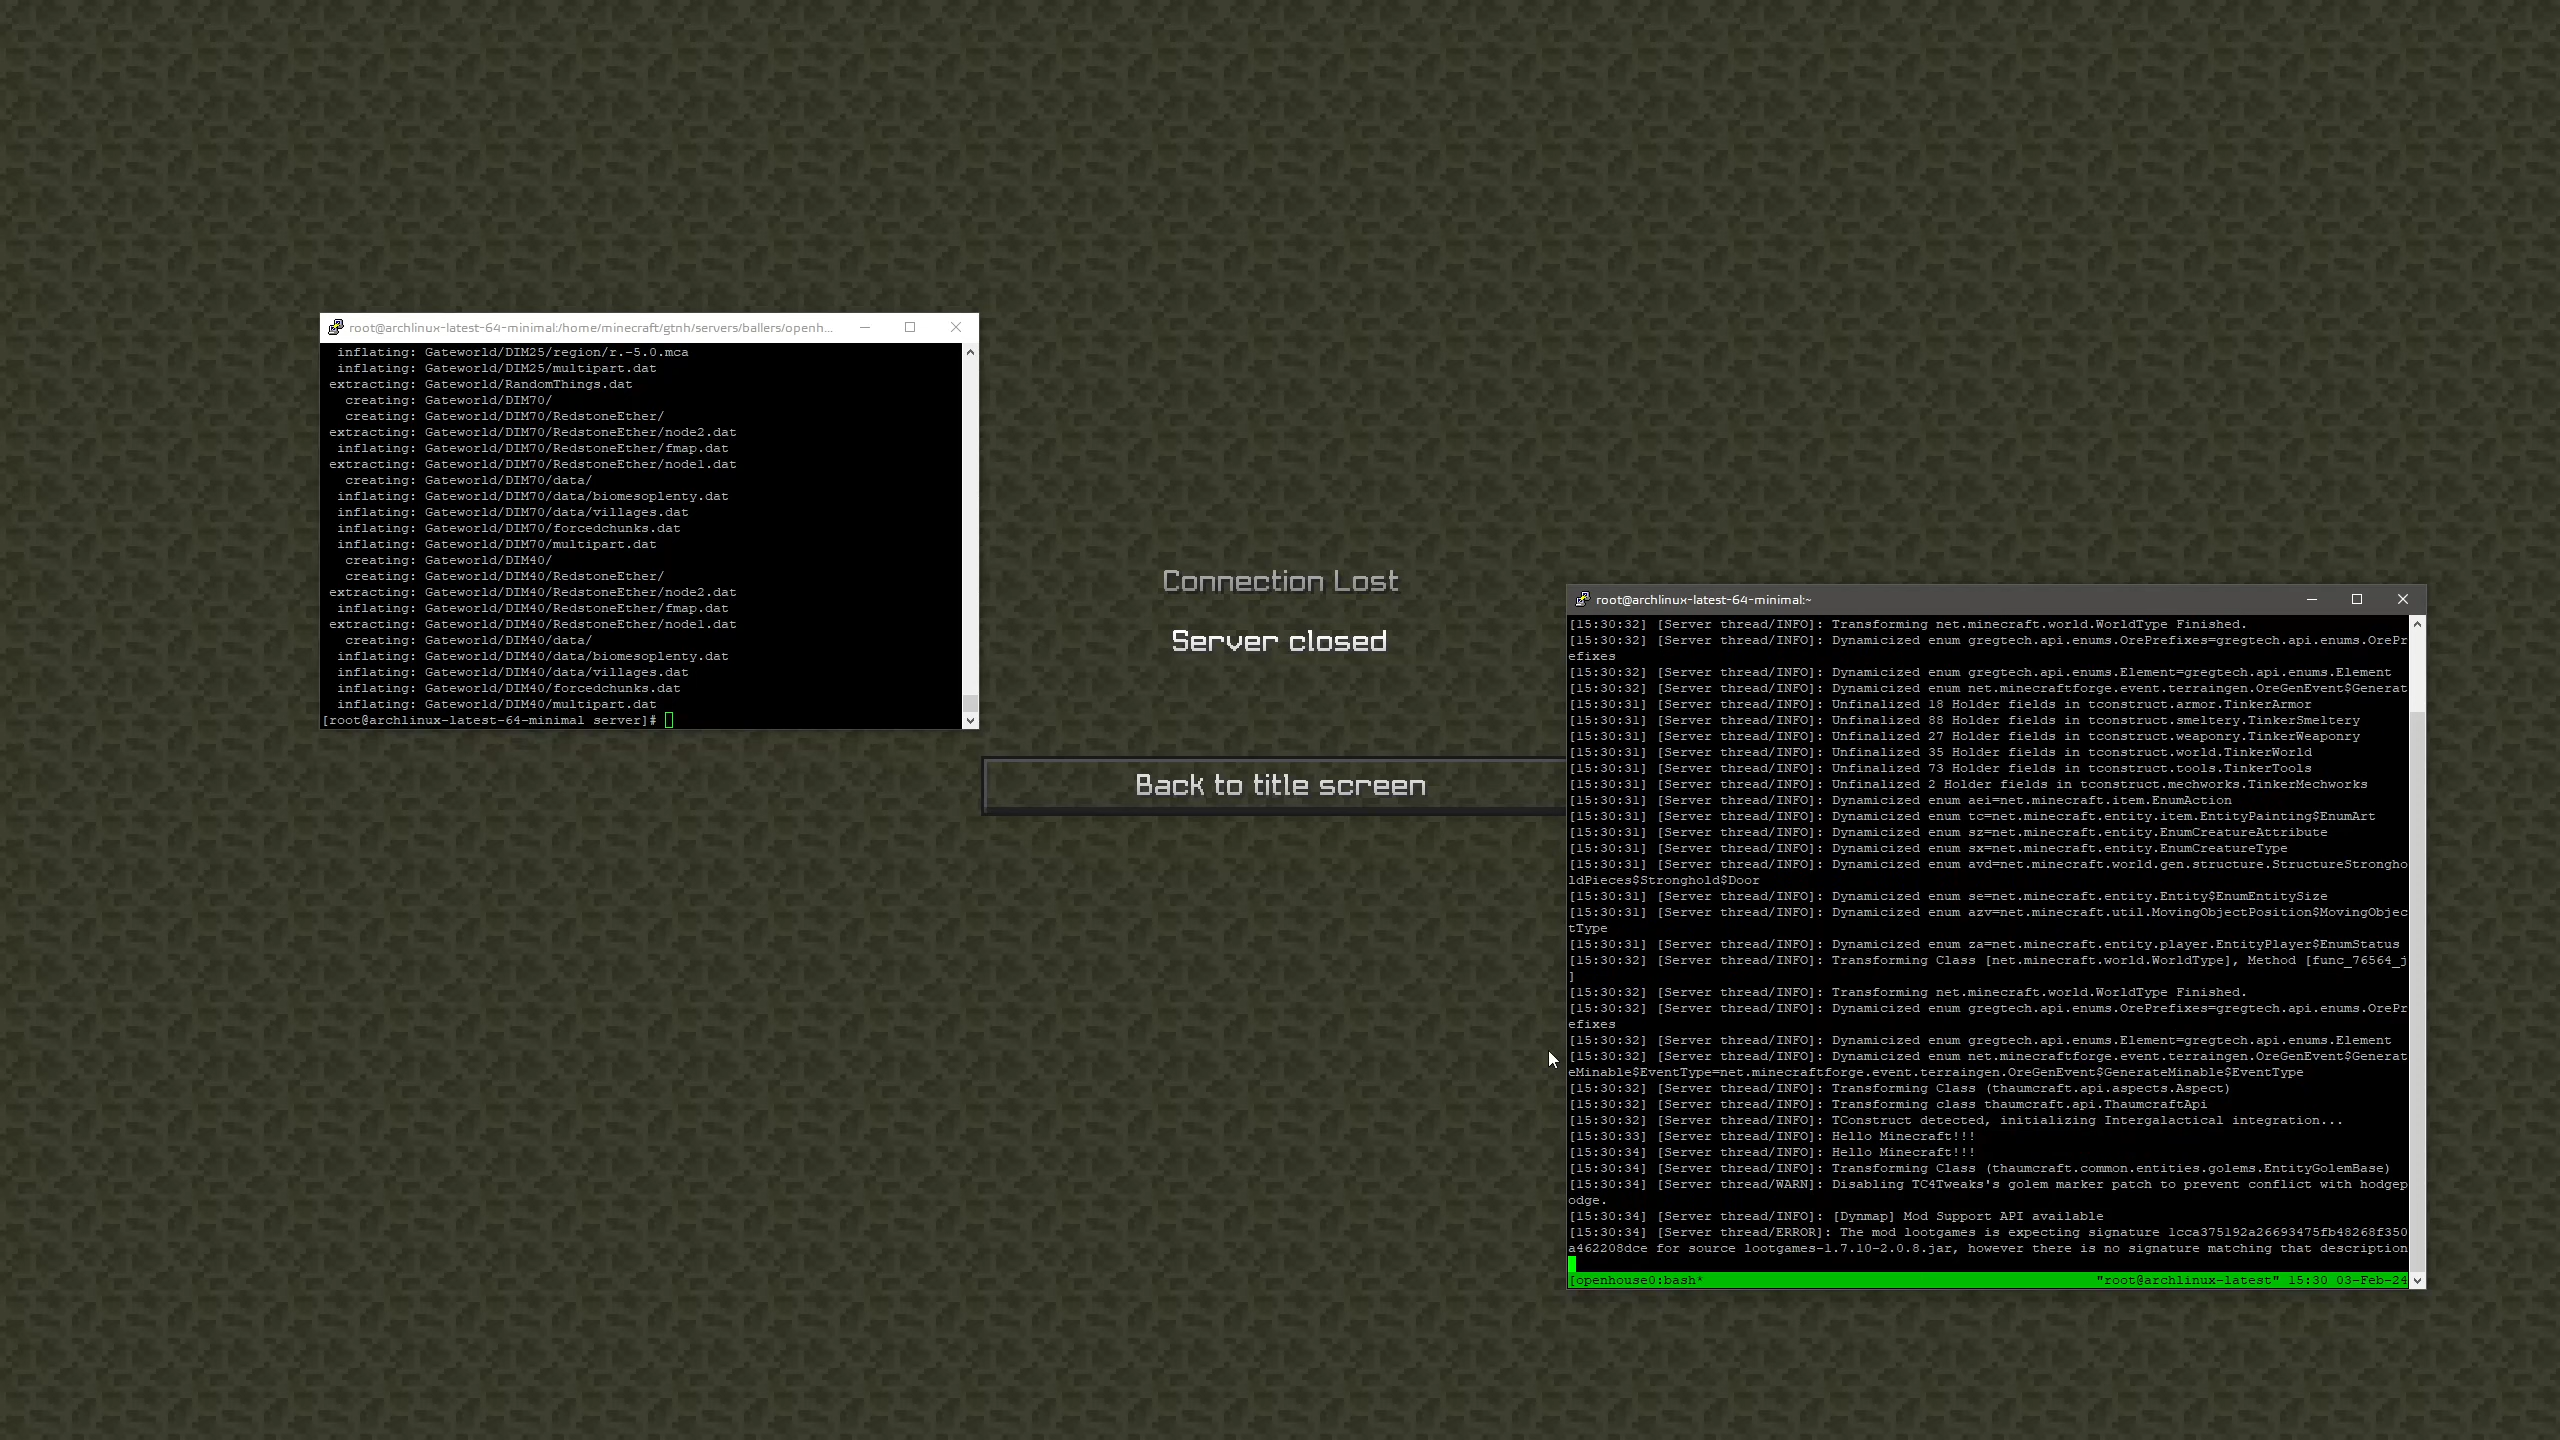 root@archlinux-latest-64-minimal:/home/minecraft/gtnh/servers/ballers/openh...
inflating: Gateworld/DIM25/region/r.-5.0.mca
inflating: Gateworld/DIM25/multipart.dat
extracting: Gateworld/RandomThings.dat
creating: Gateworld/DIM70/
creating: Gateworld/DIM70/RedstoneEther/
extracting: Gateworld/DIM70/RedstoneEther/node2.dat
inflating: Gateworld/DIM70/RedstoneEther/fmap.dat
extracting: Gateworld/DIM70/RedstoneEther/node1.dat
creating: Gateworld/DIM70/data/
inflating: Gateworld/DIM70/data/biomesoplenty.dat
inflating: Gateworld/DIM70/data/villages.dat
inflating: Gateworld/DIM70/forcedchunks.dat
inflating: Gateworld/DIM70/multipart.dat
creating: Gateworld/DIM40/
creating: Gateworld/DIM40/RedstoneEther/
extracting: Gateworld/DIM40/RedstoneEther/node2.dat
inflating: Gateworld/DIM40/RedstoneEther/fmap.dat
extracting: Gateworld/DIM40/RedstoneEther/node1.dat
creating: Gateworld/DIM40/data/
inflating: Gateworld/DIM40/data/biomesoplenty.dat
inflating: Gateworld/DIM40/data/villages.dat
inflating: Gateworld/DIM40/forcedchunks.dat
inflating: Gateworld/DIM40/multipart.dat
[root@archlinux-latest-64-minimal server]#
Connection Lost
Server closed
Back to title screen
root@archlinux-latest-64-minimal:~
[15:30:32] [Server thread/INFO]: Transforming net.minecraft.world.WorldType Finished.
[15:30:32] [Server thread/INFO]: Dynamicized enum gregtech.api.enums.OrePrefixes=gregtech.api.enums.OrePr
efixes
[15:30:32] [Server thread/INFO]: Dynamicized enum gregtech.api.enums.Element=gregtech.api.enums.Element
[15:30:32] [Server thread/INFO]: Dynamicized enum net.minecraftforge.event.terraingen.OreGenEvent$Generat
[15:30:31] [Server thread/INFO]: Unfinalized 18 Holder fields in tconstruct.armor.TinkerArmor
[15:30:31] [Server thread/INFO]: Unfinalized 88 Holder fields in tconstruct.smeltery.TinkerSmeltery
[15:30:31] [Server thread/INFO]: Unfinalized 27 Holder fields in tconstruct.weaponry.TinkerWeaponry
[15:30:31] [Server thread/INFO]: Unfinalized 35 Holder fields in tconstruct.world.TinkerWorld
[15:30:31] [Server thread/INFO]: Unfinalized 73 Holder fields in tconstruct.tools.TinkerTools
[15:30:31] [Server thread/INFO]: Unfinalized 2 Holder fields in tconstruct.mechworks.TinkerMechworks
[15:30:31] [Server thread/INFO]: Dynamicized enum aei=net.minecraft.item.EnumAction
[15:30:31] [Server thread/INFO]: Dynamicized enum tc=net.minecraft.entity.item.EntityPainting$EnumArt
[15:30:31] [Server thread/INFO]: Dynamicized enum sz=net.minecraft.entity.EnumCreatureAttribute
[15:30:31] [Server thread/INFO]: Dynamicized enum sx=net.minecraft.entity.EnumCreatureType
[15:30:31] [Server thread/INFO]: Dynamicized enum avd=net.minecraft.world.gen.structure.StructureStrongho
ldPieces$Stronghold$Door
[15:30:31] [Server thread/INFO]: Dynamicized enum se=net.minecraft.entity.Entity$EnumEntitySize
[15:30:31] [Server thread/INFO]: Dynamicized enum azv=net.minecraft.util.MovingObjectPosition$MovingObjec
tType
[15:30:31] [Server thread/INFO]: Dynamicized enum za=net.minecraft.entity.player.EntityPlayer$EnumStatus
[15:30:32] [Server thread/INFO]: Transforming Class [net.minecraft.world.WorldType], Method [func_76564_j
]
[15:30:32] [Server thread/INFO]: Transforming net.minecraft.world.WorldType Finished.
[15:30:32] [Server thread/INFO]: Dynamicized enum gregtech.api.enums.OrePrefixes=gregtech.api.enums.OrePr
efixes
[15:30:32] [Server thread/INFO]: Dynamicized enum gregtech.api.enums.Element=gregtech.api.enums.Element
[15:30:32] [Server thread/INFO]: Dynamicized enum net.minecraftforge.event.terraingen.OreGenEvent$Generat
eMinable$EventType=net.minecraftforge.event.terraingen.OreGenEvent$GenerateMinable$EventType
[15:30:32] [Server thread/INFO]: Transforming Class (thaumcraft.api.aspects.Aspect)
[15:30:32] [Server thread/INFO]: Transforming class thaumcraft.api.ThaumcraftApi
[15:30:32] [Server thread/INFO]: TConstruct detected, initializing Intergalactical integration...
[15:30:33] [Server thread/INFO]: Hello Minecraft!!!
[15:30:34] [Server thread/INFO]: Hello Minecraft!!!
[15:30:34] [Server thread/INFO]: Transforming Class (thaumcraft.common.entities.golems.EntityGolemBase)
[15:30:34] [Server thread/WARN]: Disabling TC4Tweaks's golem marker patch to prevent conflict with hodgep
odge.
[15:30:34] [Server thread/INFO]: [Dynmap] Mod Support API available
[15:30:34] [Server thread/ERROR]: The mod lootgames is expecting signature 1cca375192a26693475fb48268f350
a462208dce for source lootgames-1.7.10-2.0.8.jar, however there is no signature matching that description
[openhouse0:bash* "root@archlinux-latest" 15:30 03-Feb-24